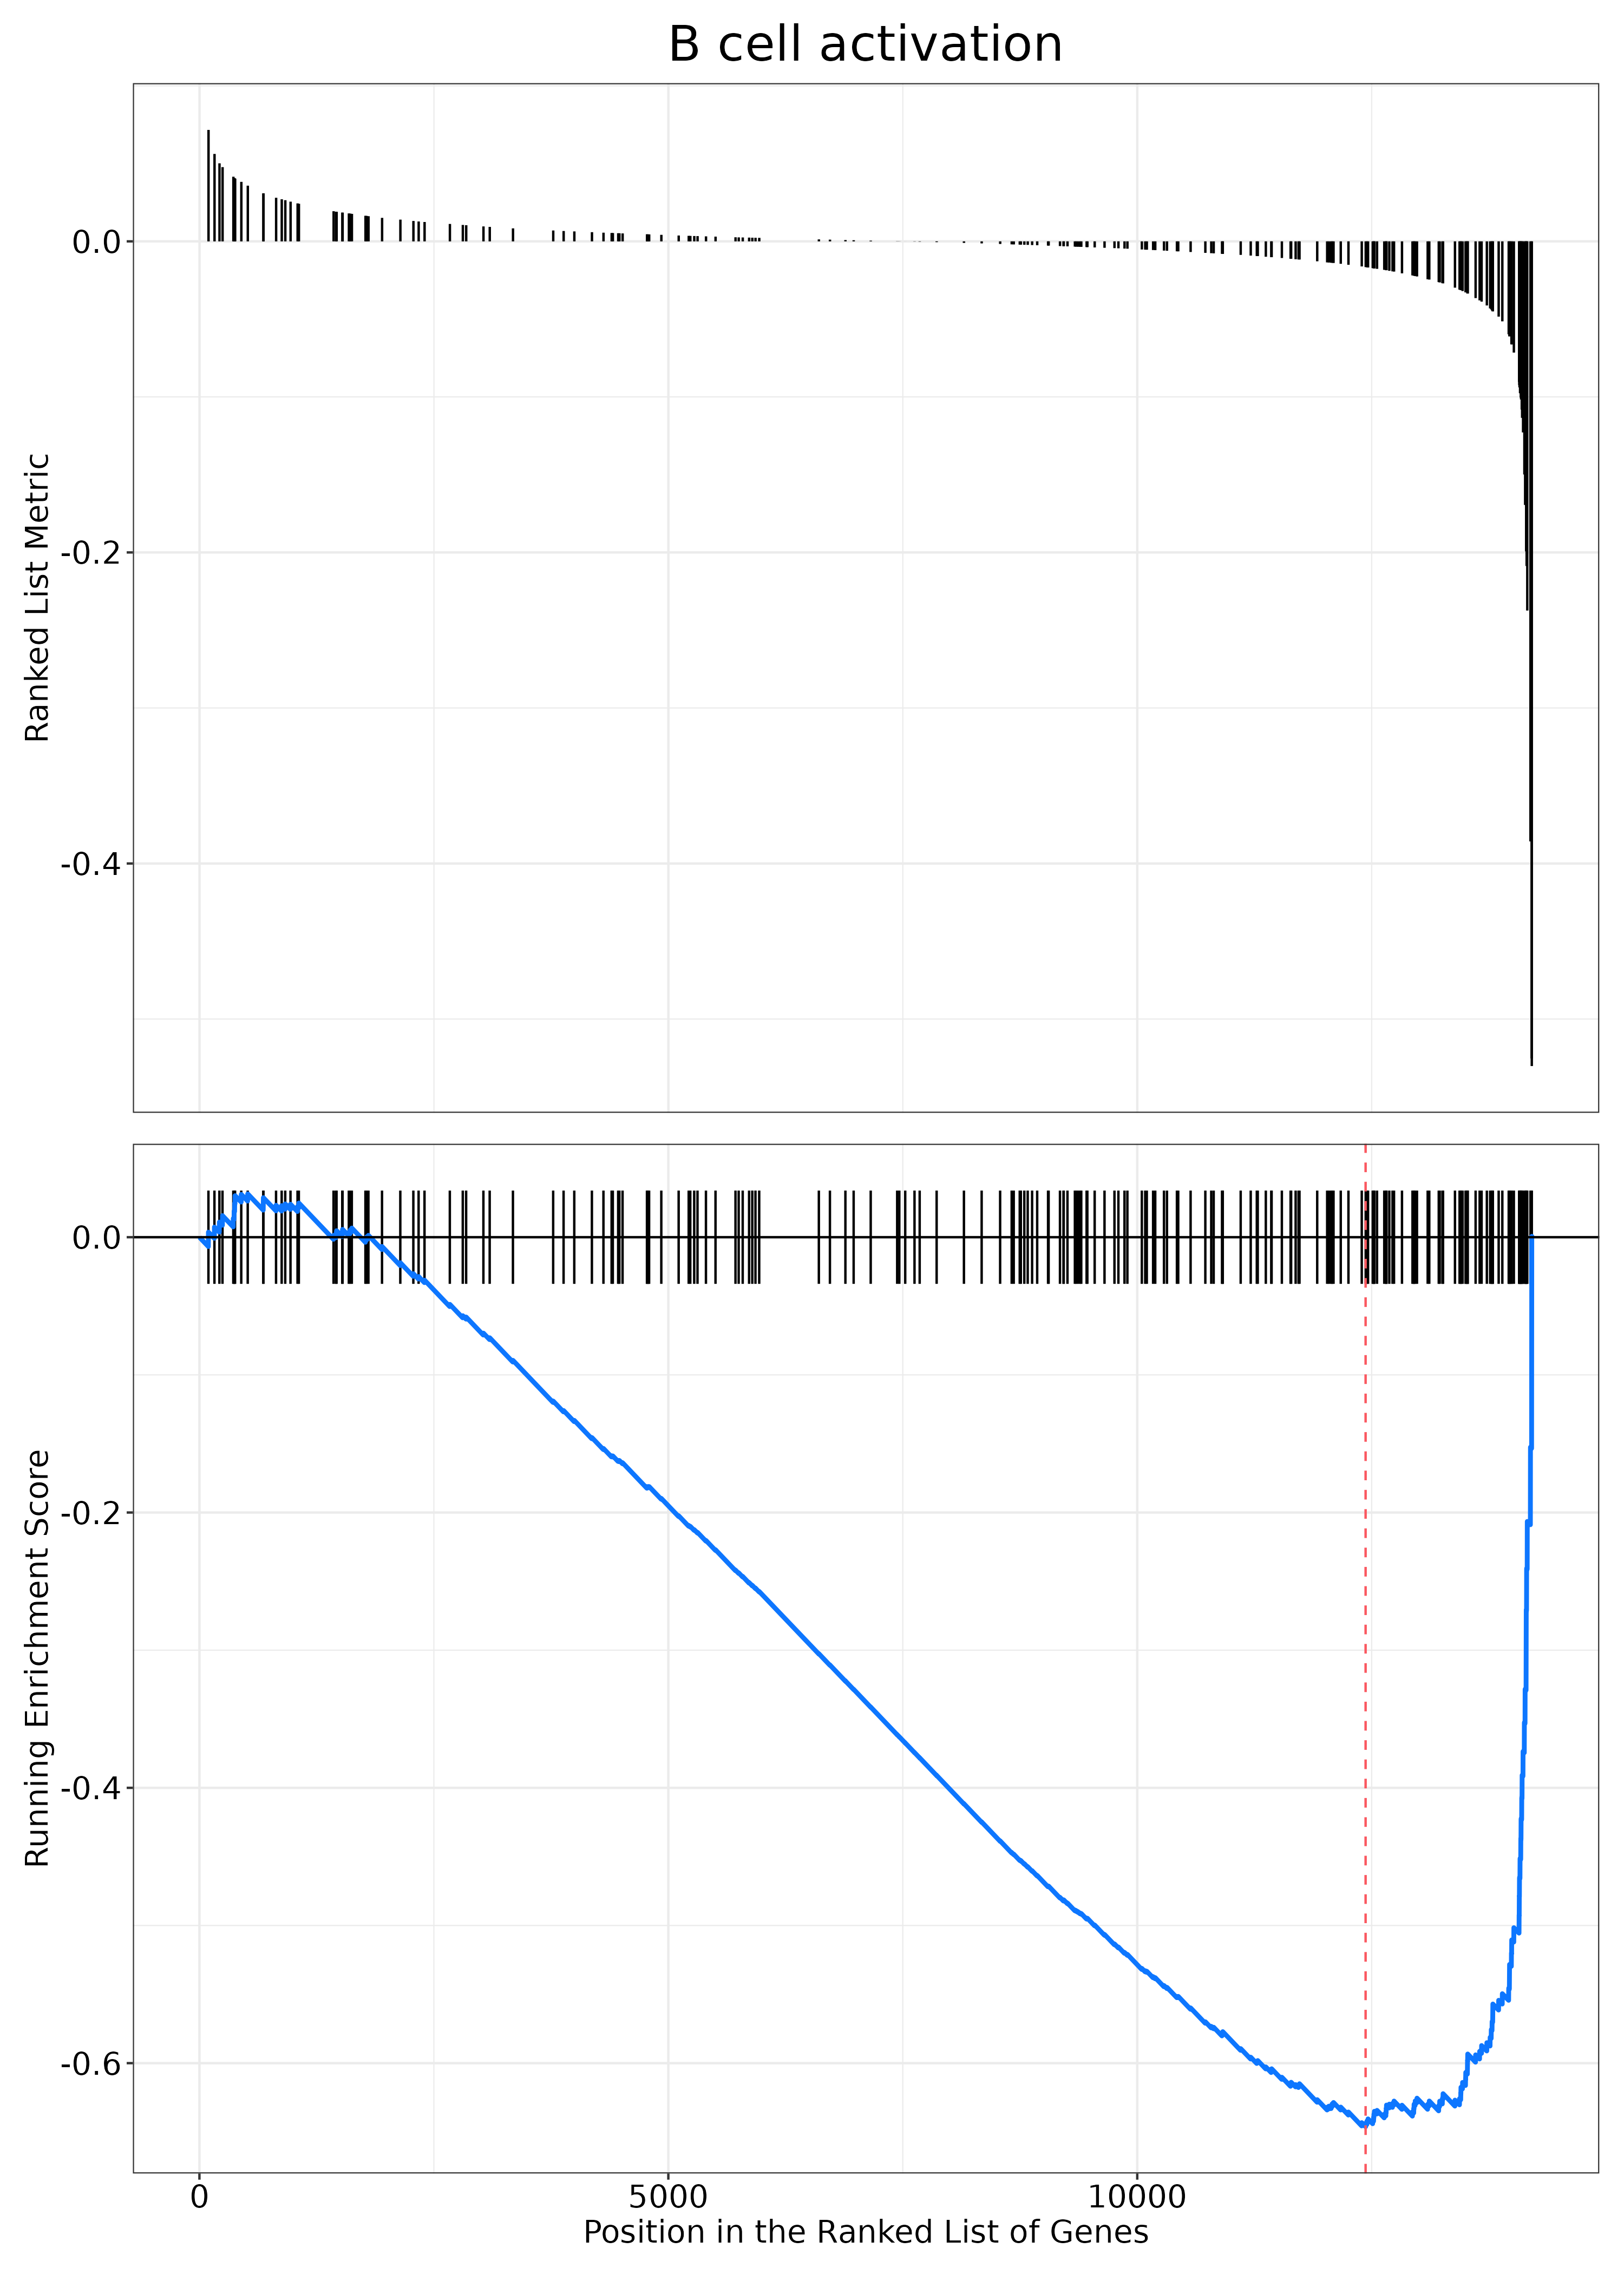 B cell activation
0.0
-0.2
-0.4
Ranked List Metric
0.0
-0.2
-0.4
-0.6
Running Enrichment Score
0 5000 10000
Position in the Ranked List of Genes